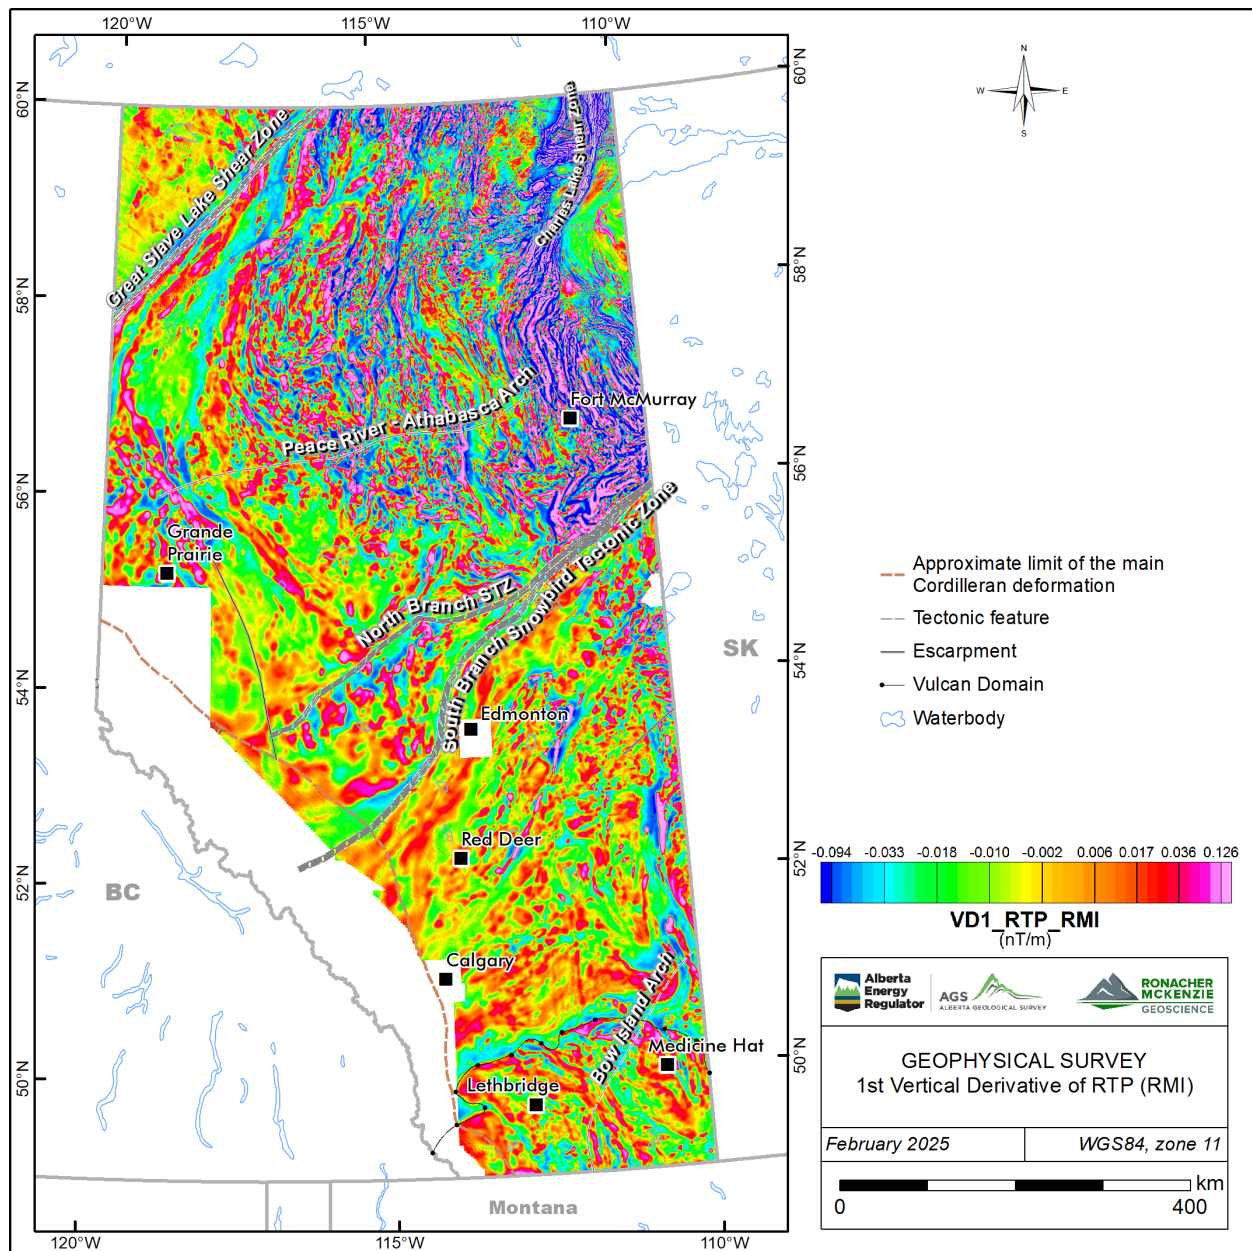 120°W
115°W
110°W
60°N
60°N
58°N
58°N
56°N
56°N
54°N
54°N
52°N
52°N
50°N
50°N
120°W
115°W
110°W
N
W
E
S
Great Slave Lake Shear Zone
Charles Lake Shear Zone
Peace River - Athabasca Arch
Fort McMurray
Grande
Prairie
North Branch STZ
South Branch Snowbird Tectonic Zone
SK
Edmonton
Red Deer
BC
Calgary
Bow Island Arch
Medicine Hat
Lethbridge
Montana
Approximate limit of the main
Cordilleran deformation
Tectonic feature
Escarpment
Vulcan Domain
Waterbody
-0.094 -0.033 -0.018 -0.010 -0.002 0.006 0.017 0.036 0.126
VD1_RTP_RMI
(nT/m)
Alberta
Energy
Regulator
AGS
ALBERTA GEOLOGICAL SURVEY
RONACHER
MCKENZIE
GEOSCIENCE
GEOPHYSICAL SURVEY
1st Vertical Derivative of RTP (RMI)
February 2025
WGS84, zone 11
km
0
400